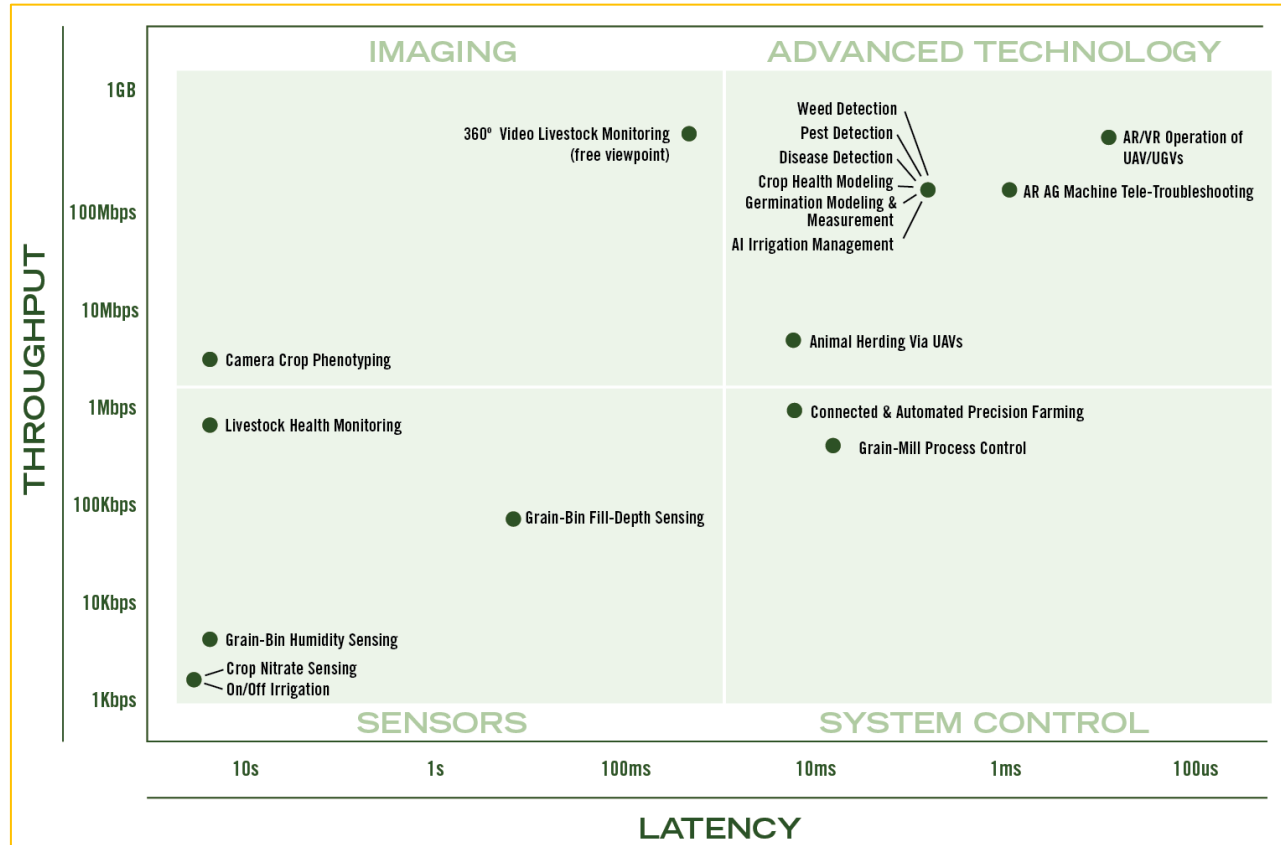 IMAGING
ADVANCED TECHNOLOGY
THROUGHPUT
1GB
100Mbps
10Mbps
1Mbps
100Kbps
10Kbps
1Kbps
360º Video Livestock Monitoring
(free viewpoint)
Camera Crop Phenotyping
Weed Detection
Pest Detection
Disease Detection
Crop Health Modeling
Germination Modeling &
Measurement
AI Irrigation Management
AR/VR Operation of
UAV/UGVs
AR AG Machine Tele-Troubleshooting
Animal Herding Via UAVs
Livestock Health Monitoring
Grain-Bin Fill-Depth Sensing
Grain-Bin Humidity Sensing
Crop Nitrate Sensing
On/Off Irrigation
Connected & Automated Precision Farming
Grain-Mill Process Control
SENSORS
SYSTEM CONTROL
10s
1s
100ms
10ms
1ms
100us
LATENCY